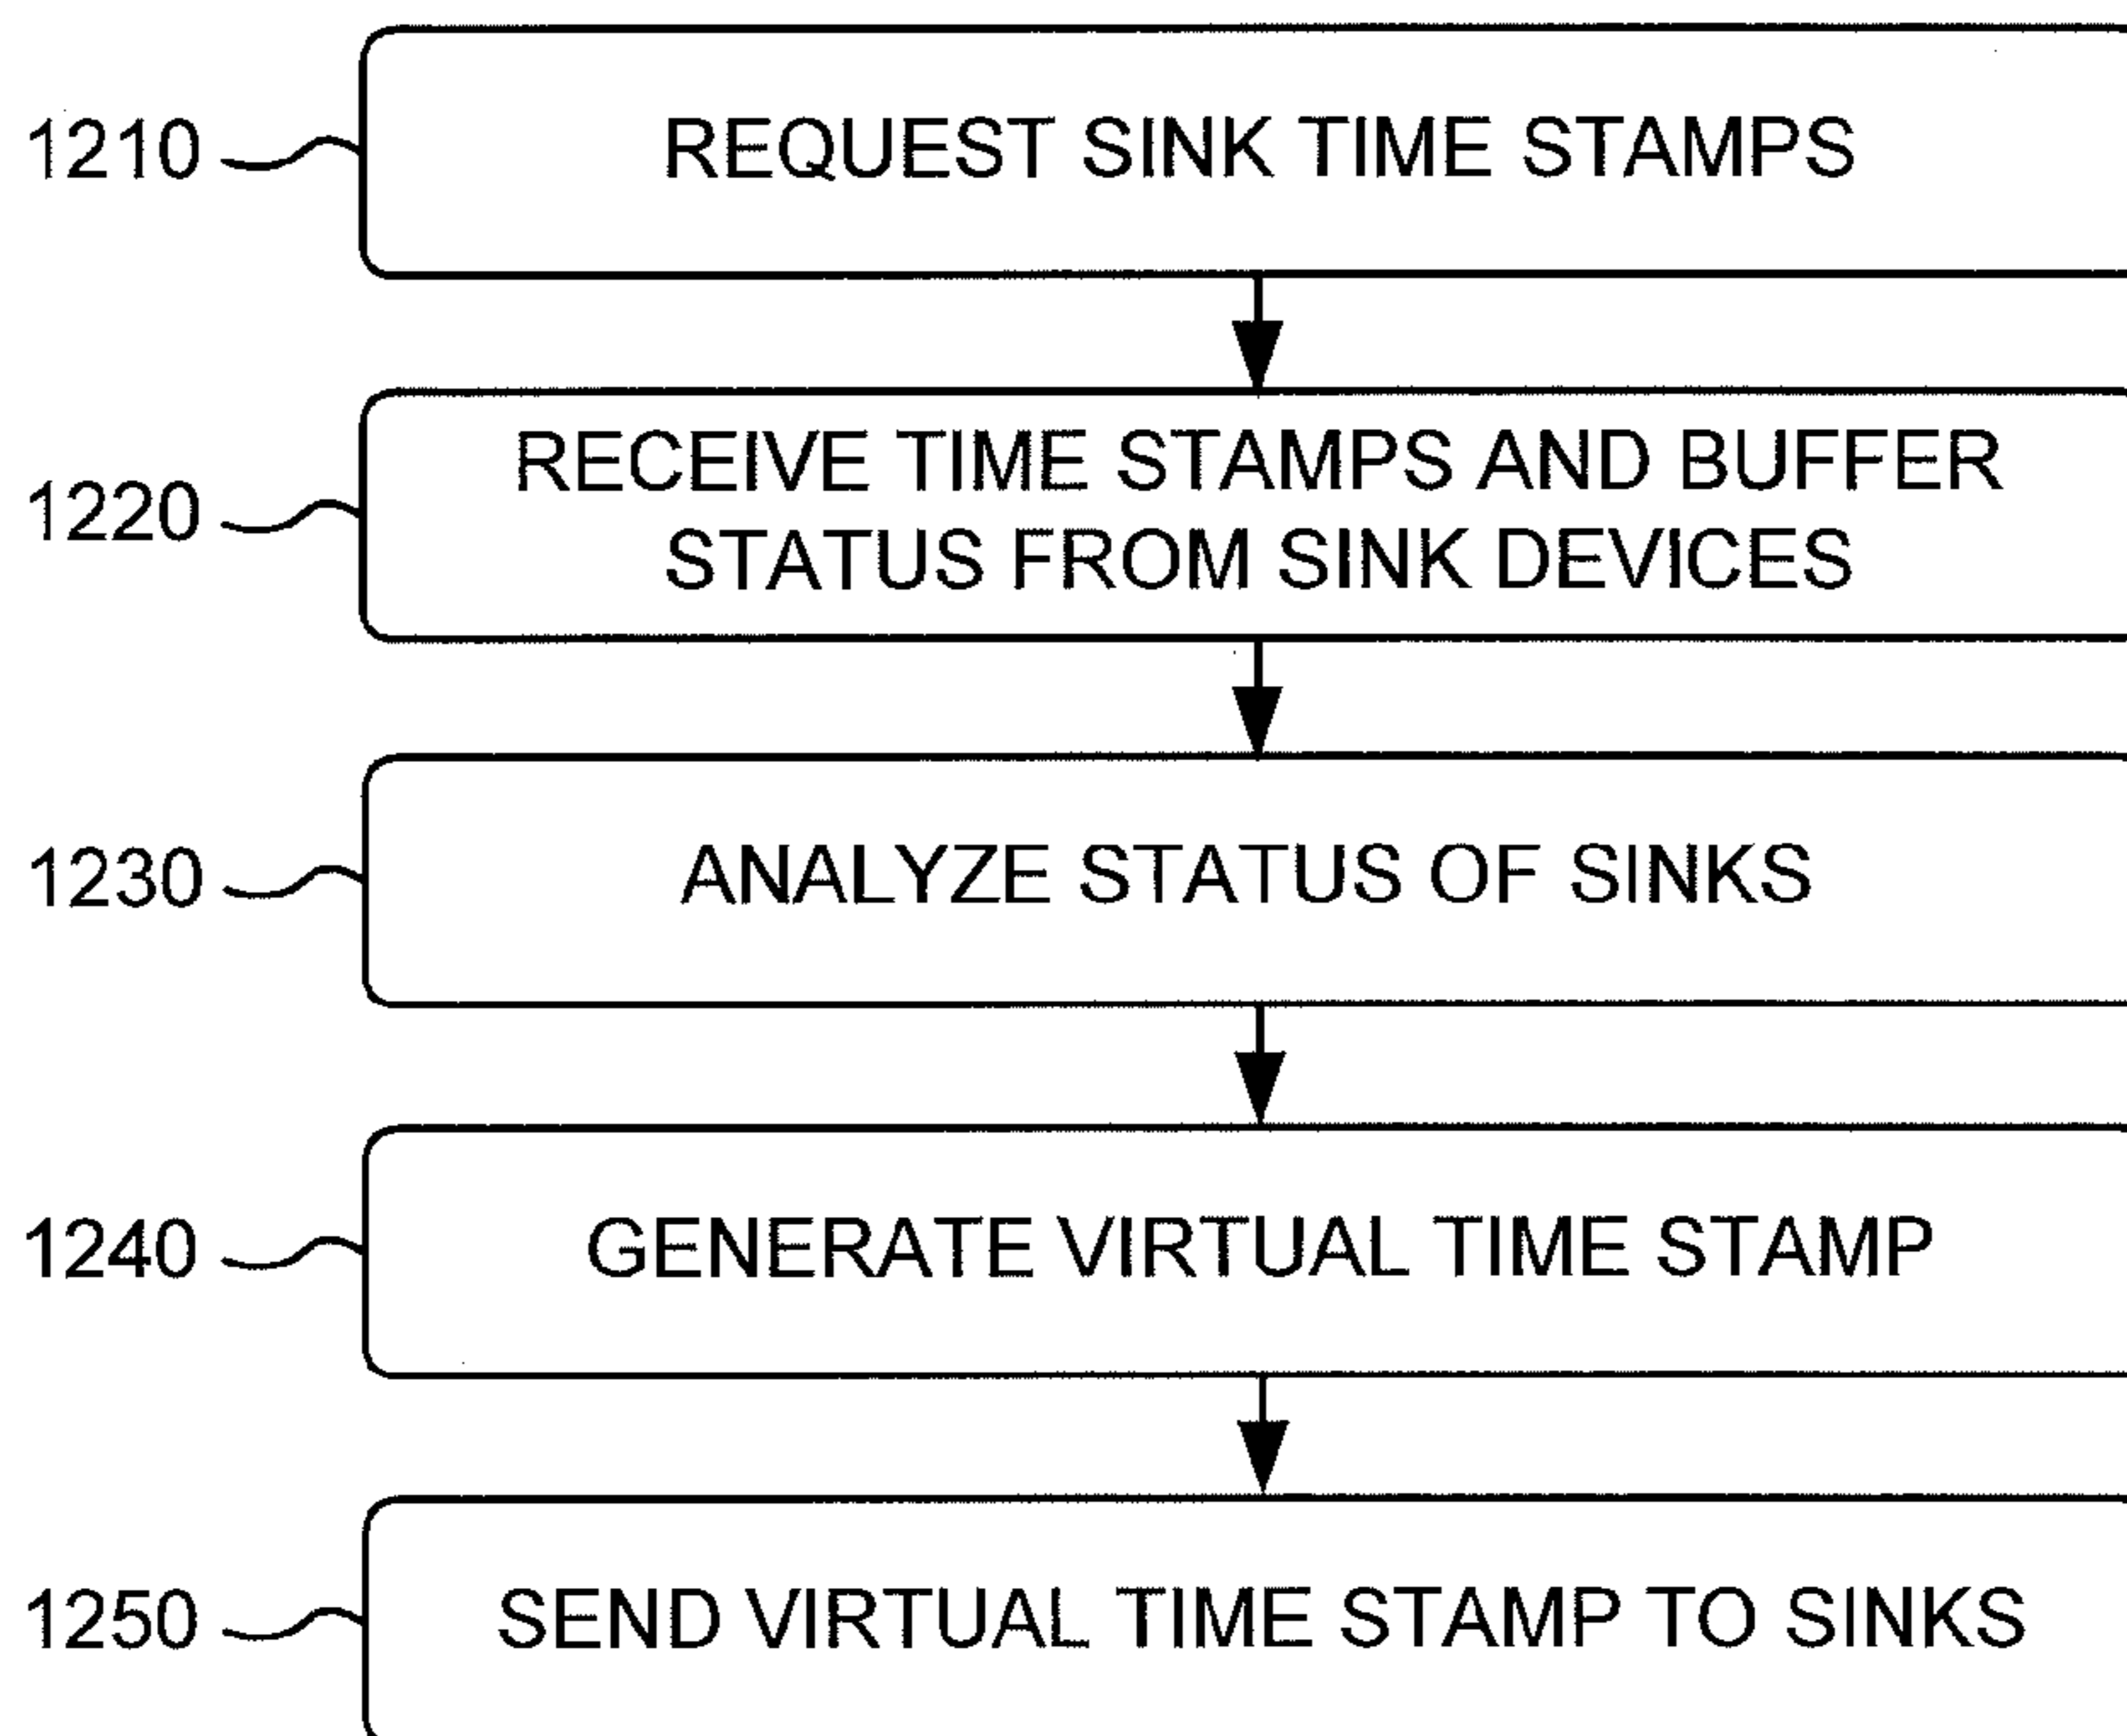 1210
REQUEST SINK TIME STAMPS
1220
RECEIVE TIME STAMPS AND BUFFER
STATUS FROM SINK DEVICES
1230
ANALYZE STATUS OF SINKS
1240
GENERATE VIRTUAL TIME STAMP
1250
SEND VIRTUAL TIME STAMP TO SINKS